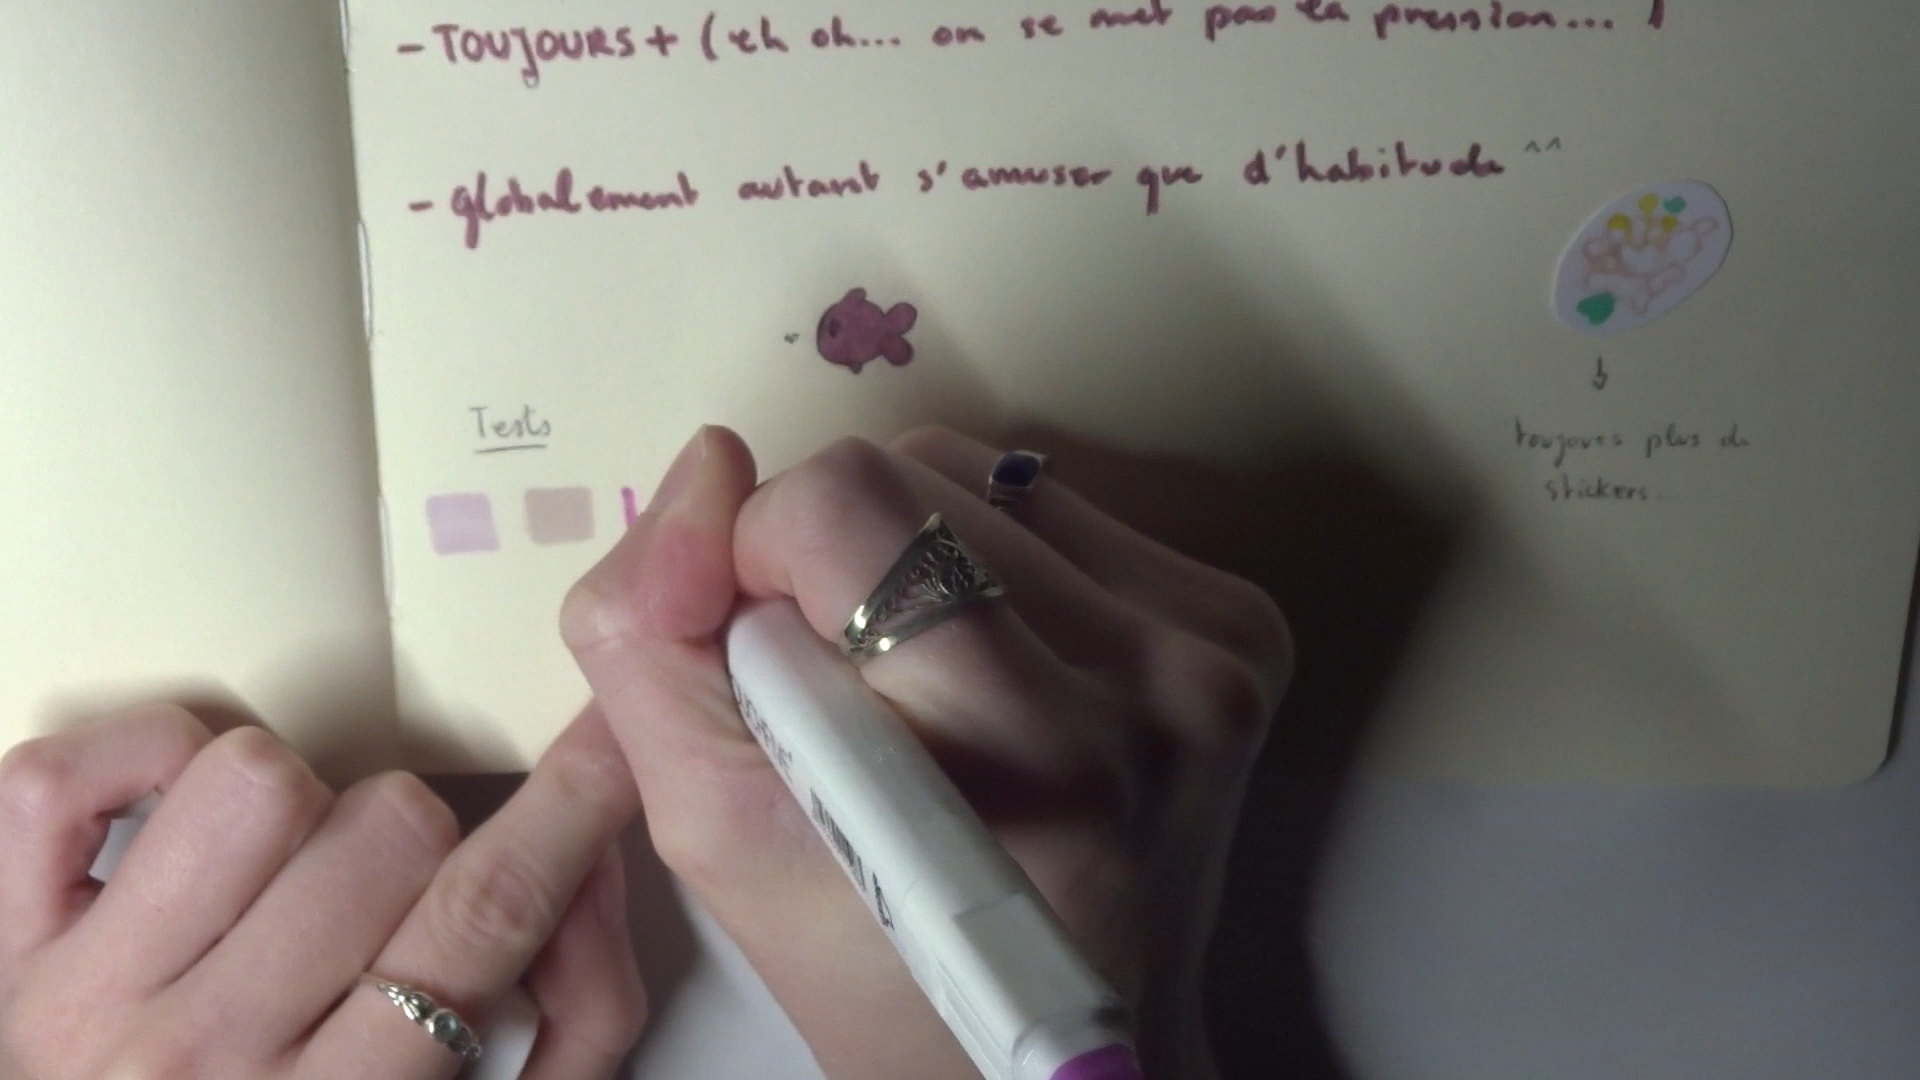 - TOUJOURS + (eh oh... on se met pas la pression... )
- globalement autant s'amuser que d'habitude ^^
Tests
toujours plus de
stickers.